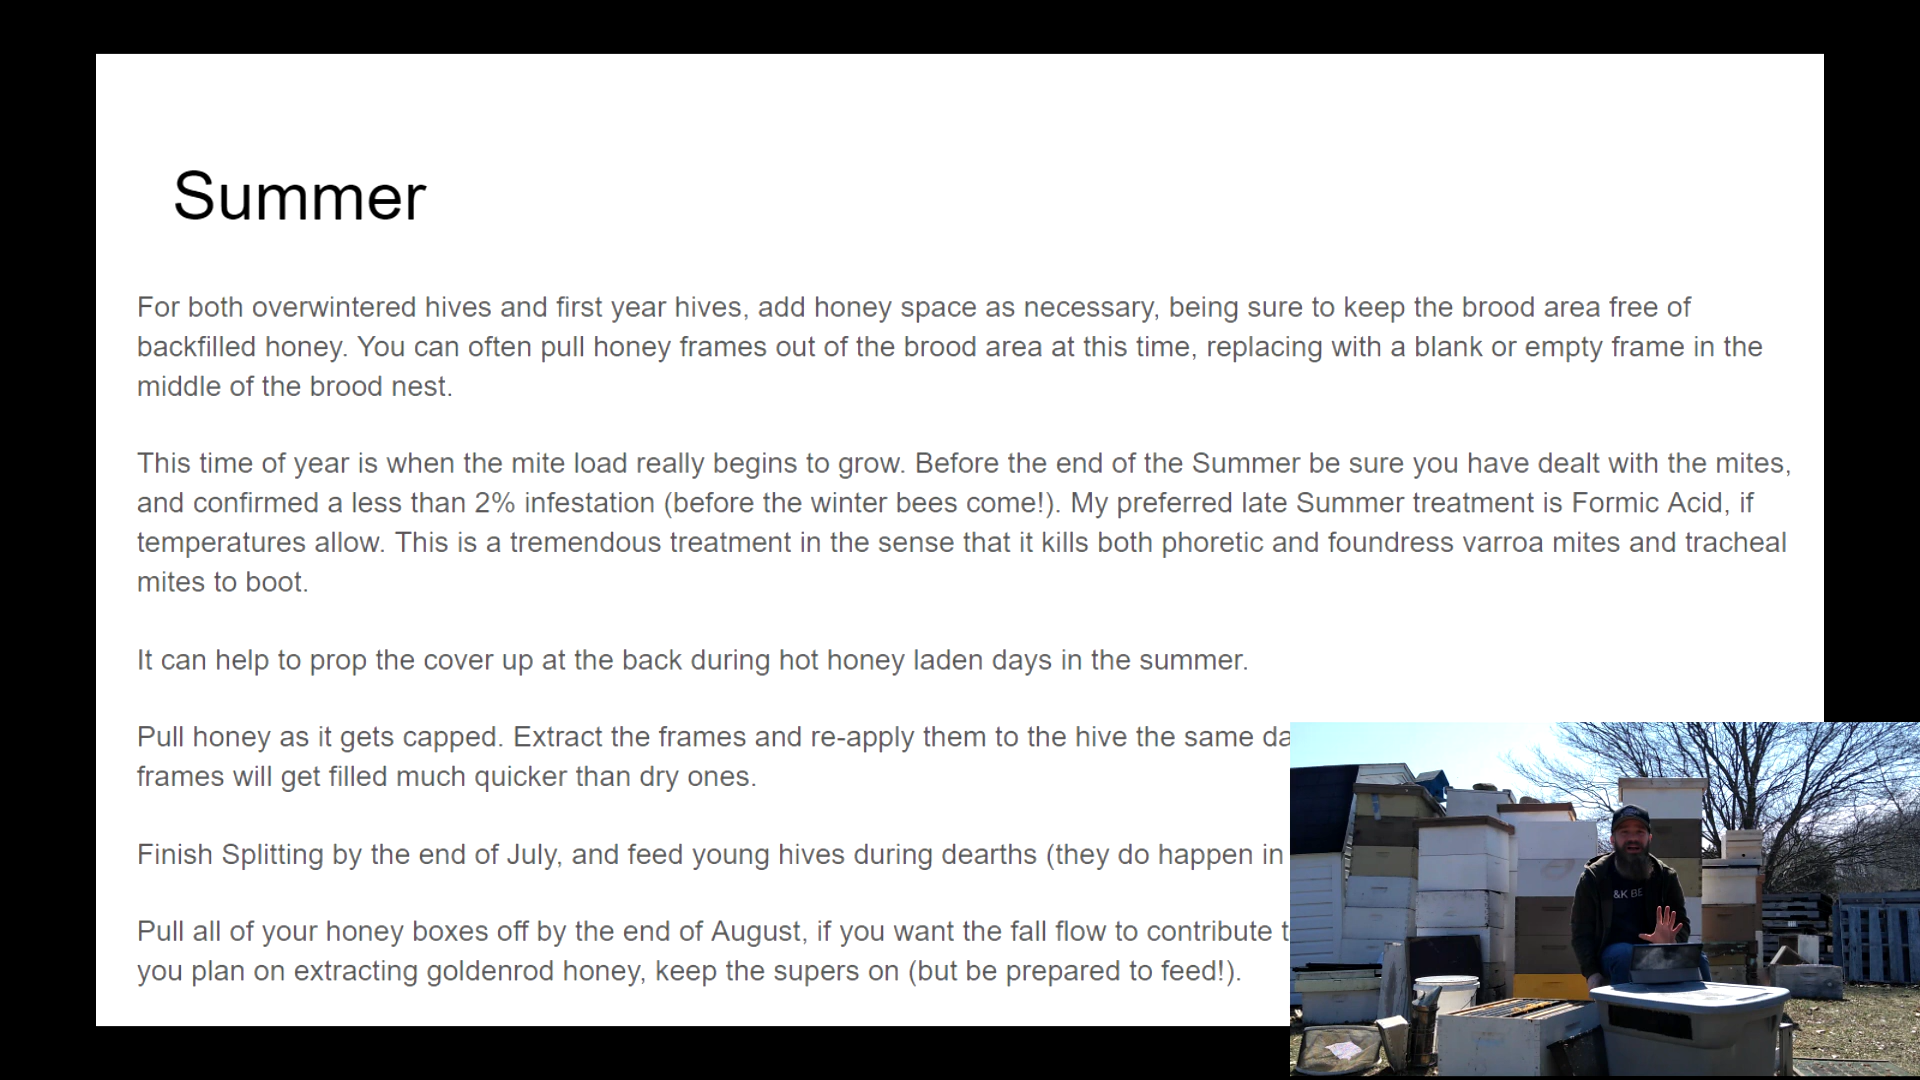 Summer
For both overwintered hives and first year hives, add honey space as necessary, being sure to keep the brood area free of
backfilled honey. You can often pull honey frames out of the brood area at this time, replacing with a blank or empty frame in the
middle of the brood nest.
This time of year is when the mite load really begins to grow. Before the end of the Summer be sure you have dealt with the mites,
and confirmed a less than 2% infestation (before the winter bees come!). My preferred late Summer treatment is Formic Acid, if
temperatures allow. This is a tremendous treatment in the sense that it kills both phoretic and foundress varroa mites and tracheal
mites to boot.
It can help to prop the cover up at the back during hot honey laden days in the summer.
Pull honey as it gets capped. Extract the frames and re-apply them to the hive the same
frames will get filled much quicker than dry ones.
Finish Splitting by the end of July, and feed young hives during dearths (they do happen in
Pull all of your honey boxes off by the end of August, if you want the fall flow to contribute
you plan on extracting goldenrod honey, keep the supers on (but be prepared to feed!).
&K BE